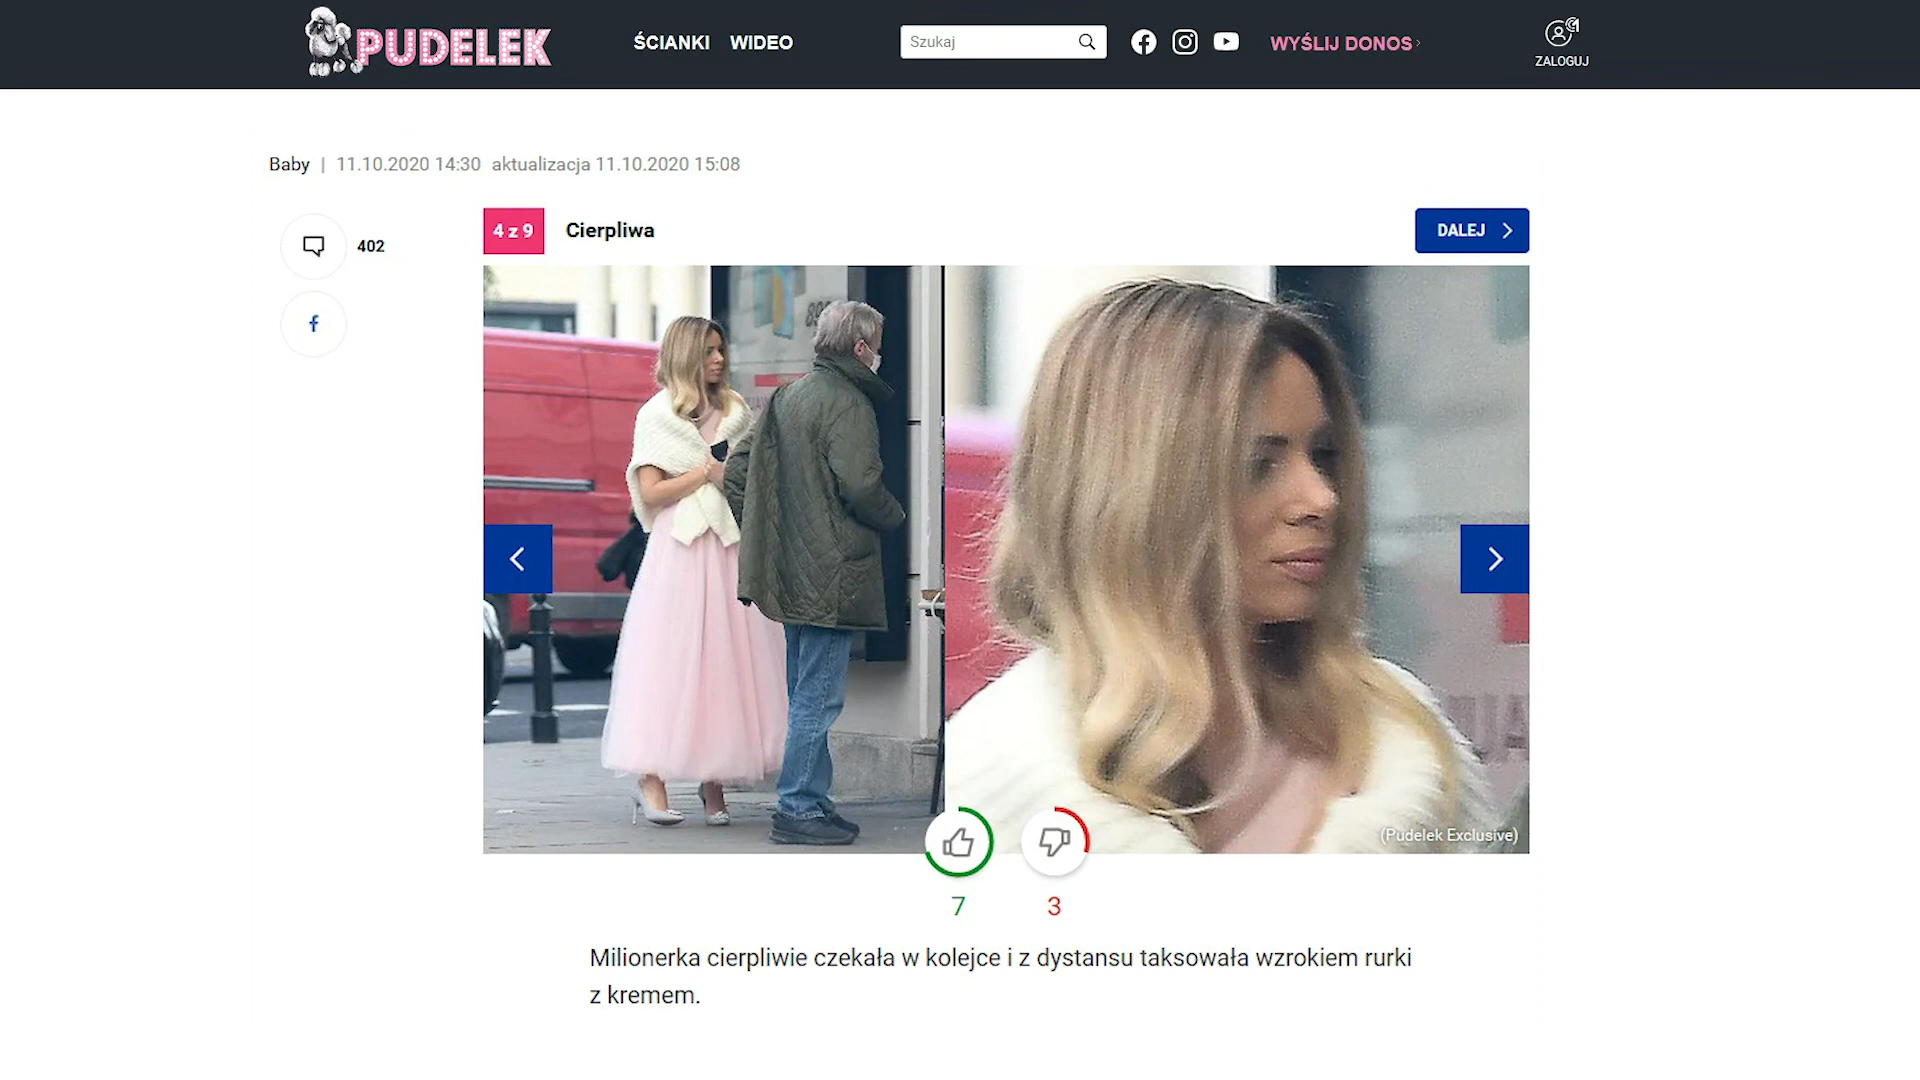 PUDELEK
ŚCIANKI WIDEO
Szukaj
WYŚLIJ DONOS
ZALOGUJ
Baby | 11.10.2020 14:30 aktualizacja 11.10.2020 15:08
402
4 z 9 Cierpliwa
DALEJ
(Pudelek Exclusive)
7 3
Milionerka cierpliwie czekała w kolejce i z dystansu taksowała wzrokiem rurki
z kremem.